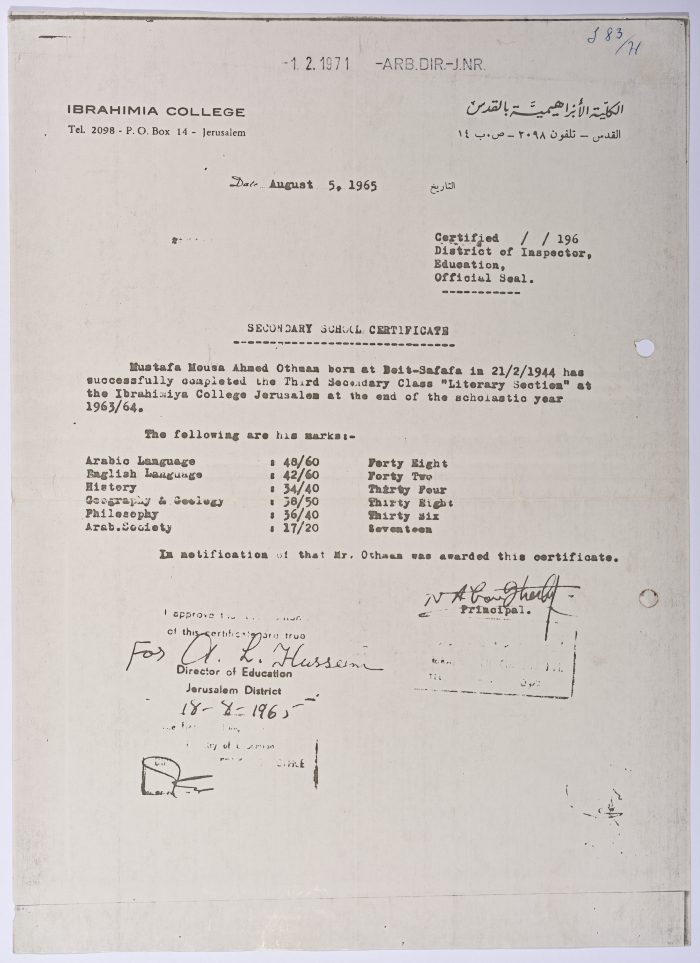 J 83/71
-1. 2. 1971 -ARB.DIR.-J.NR.
IBRAHIMIA COLLEGE
Tel. 2098 - P. O. Box 14 - Jerusalem
الكلية الأبراهيمية بالقدس
القدس – تلفون ٢٠٩٨ – ص٠ب ١٤
Date August 5, 1965
التاريخ
Certified / / 196
District of Inspector,
Education,
Official Seal.
SECONDARY SCHOOL CERTIFICATE
Mustafa Mousa Ahmed Othman born at Beit-Safafa in 21/2/1944 has
successfully completed the Third Secondary Class "Literary Section" at
the Ibrahimiya College Jerusalem at the end of the scholastic year
1963/64.
The following are his marks:-
Arabic Language : 48/60 Forty Eight
English Language : 42/60 Forty Two
History : 34/40 Thirty Four
Geography & Geology : 38/50 Thirty Eight
Philosophy : 36/40 Thirty Six
Arab.Society : 17/20 Seventeen
In notification of that Mr. Othman was awarded this certificate.
Principal.
I approve
of this certificate are true
For A. L. Husseini
Director of Education
Jerusalem District
18-8-1965